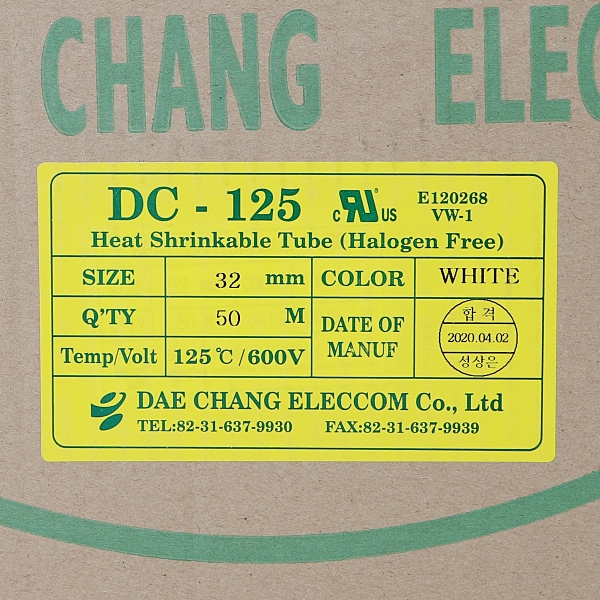 CHANG ELEC
DC - 125 c RU US E120268
VW-1
Heat Shrinkable Tube (Halogen Free)
SIZE 32 mm COLOR WHITE
Q'TY 50 M DATE OF MANUF
합격
2020.04.02
성상은
Temp/Volt 125℃/600V
DAE CHANG ELECCOM Co., Ltd
TEL:82-31-637-9930 FAX:82-31-637-9939